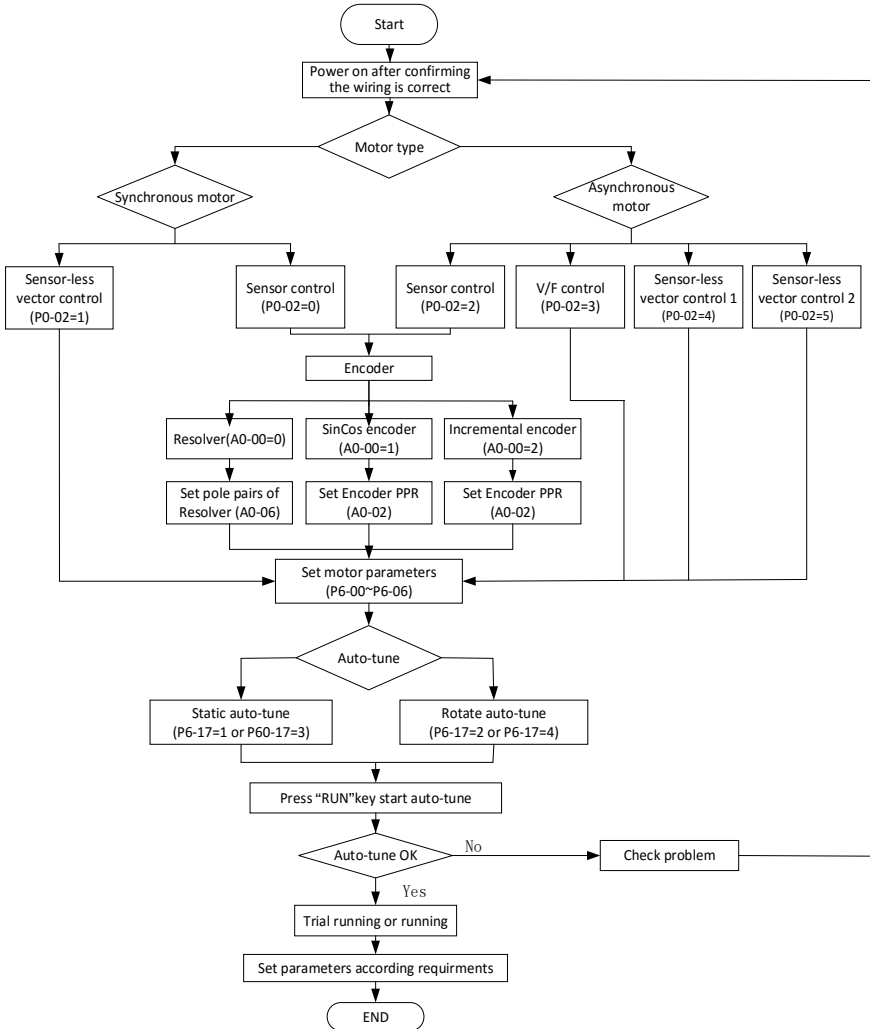 Start
Power on after confirming
the wiring is correct
Motor type
Synchronous motor
Asynchronous
motor
Sensor-less
vector control
(P0-02=1)
Sensor control
(P0-02=0)
Sensor control
(P0-02=2)
V/F control
(P0-02=3)
Sensor-less
vector control 1
(P0-02=4)
Sensor-less
vector control 2
(P0-02=5)
Encoder
Resolver(A0-00=0)
SinCos encoder
(A0-00=1)
Incremental encoder
(A0-00=2)
Set pole pairs of
Resolver (A0-06)
Set Encoder PPR
(A0-02)
Set Encoder PPR
(A0-02)
Set motor parameters
(P6-00~P6-06)
Auto-tune
Static auto-tune
(P6-17=1 or P60-17=3)
Rotate auto-tune
(P6-17=2 or P6-17=4)
Press “RUN”key start auto-tune
Auto-tune OK
No
Check problem
Yes
Trial running or running
Set parameters according requirments
END